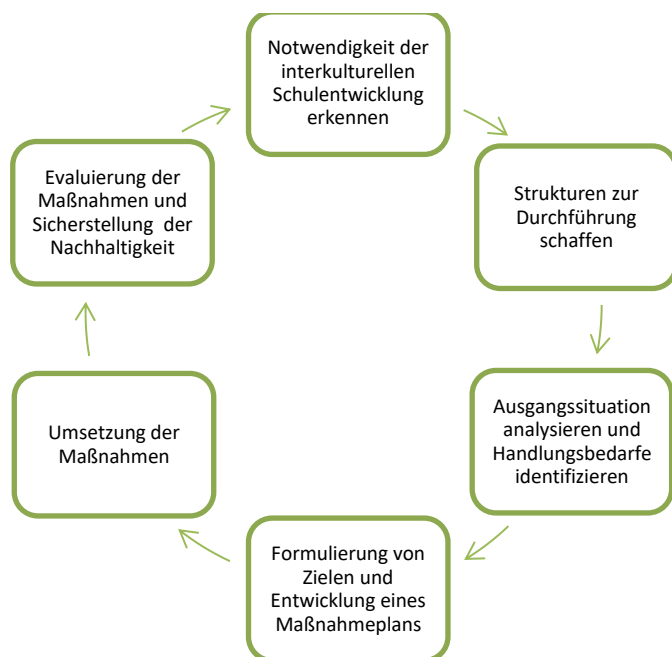 Notwendigkeit der
interkulturellen
Schulentwicklung
erkennen
Strukturen zur
Durchführung
schaffen
Ausgangssituation
analysieren und
Handlungsbedarfe
identifizieren
Formulierung von
Zielen und
Entwicklung eines
Maßnahmeplans
Umsetzung der
Maßnahmen
Evaluierung der
Maßnahmen und
Sicherstellung der
Nachhaltigkeit